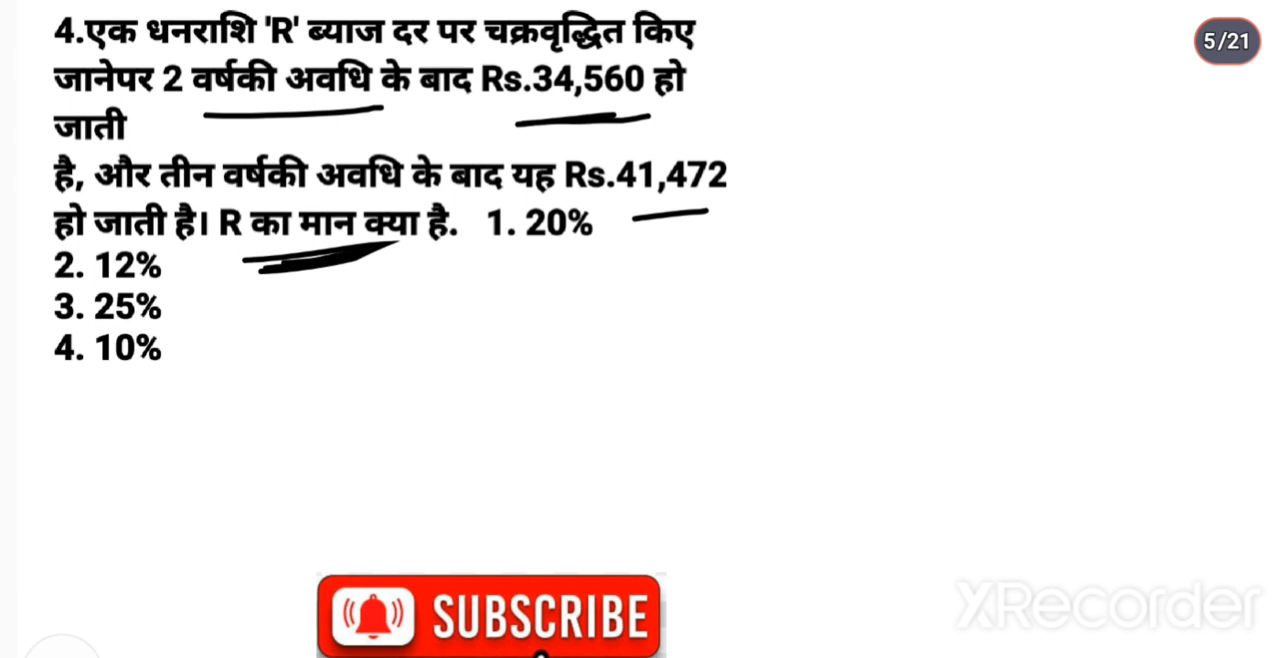 4.एक धनराशि 'R' ब्याज दर पर चक्रवृद्धित किए
5/21
जानेपर 2 वर्षकी अवधि के बाद Rs.34,560 हो
जाती
है, और तीन वर्षकी अवधि के बाद यह Rs.41,472
हो जाती है। R का मान क्या है. 1. 20%
2. 12%
3. 25%
4. 10%
SUBSCRIBE
XRecorder